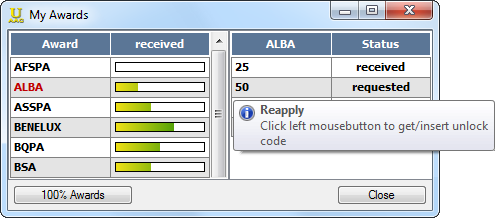 My Awards
Award received
AFSPA
ALBA
ASSPA
BENELUX
BQPA
BSA
ALBA Status
25 received
50 requested
Reapply
Click left mousebutton to get/insert unlock
code
100% Awards
Close